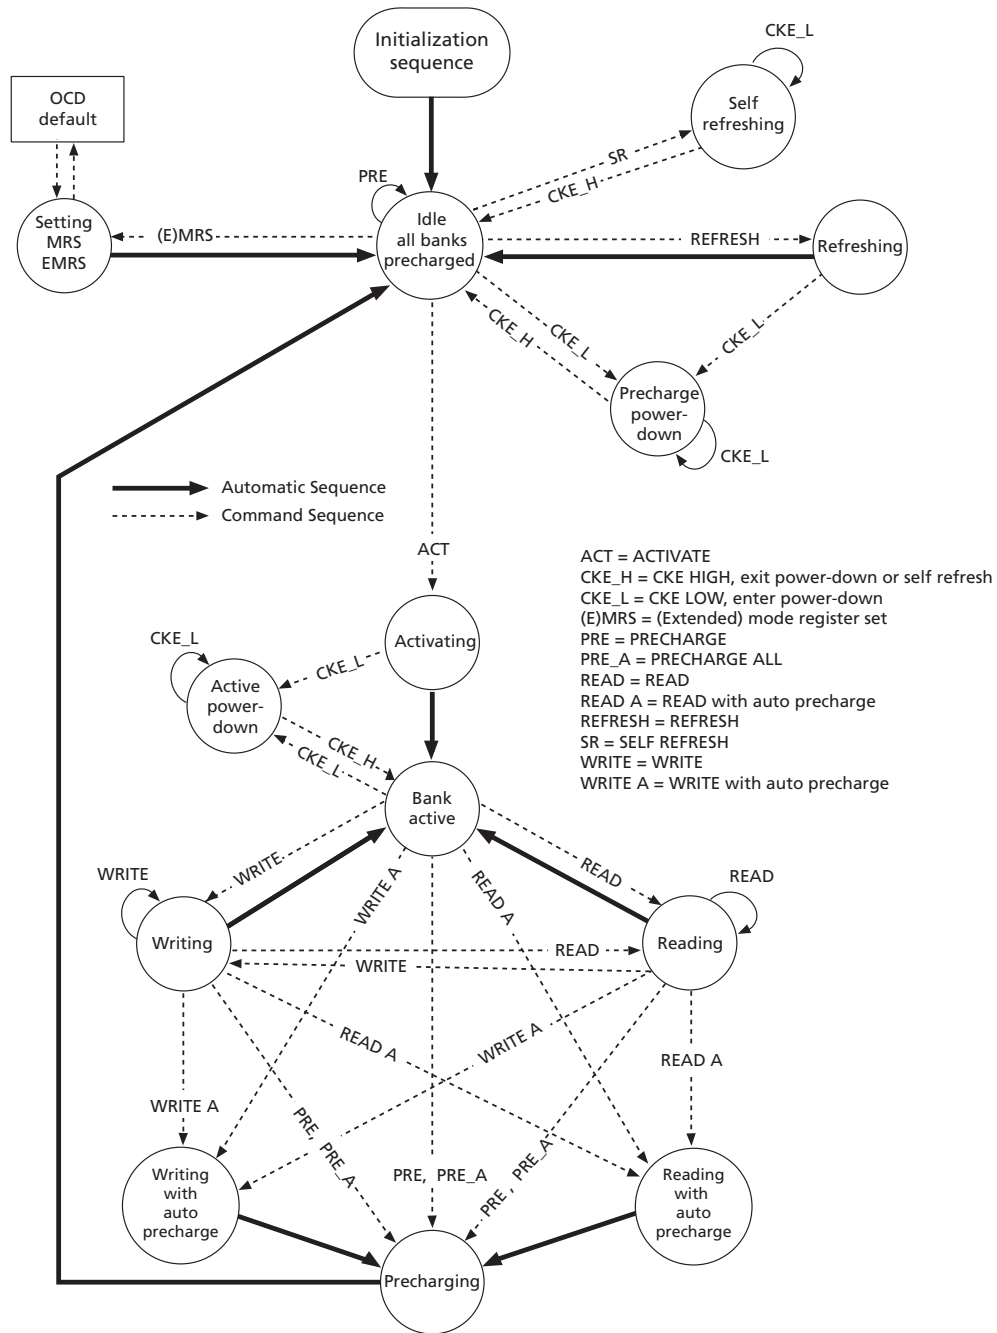 Initialization
sequence
CKE_L
OCD
default
Self
refreshing
SR
CKE_H
PRE
Setting
MRS
EMRS
(E)MRS
Idle
all banks
precharged
REFRESH
Refreshing
CKE_H
CKE_L
CKE_L
Precharge
power-
down
CKE_L
Automatic Sequence
Command Sequence
ACT
ACT = ACTIVATE
CKE_H = CKE HIGH, exit power-down or self refresh
CKE_L = CKE LOW, enter power-down
(E)MRS = (Extended) mode register set
PRE = PRECHARGE
PRE_A = PRECHARGE ALL
READ = READ
READ A = READ with auto precharge
REFRESH = REFRESH
SR = SELF REFRESH
WRITE = WRITE
WRITE A = WRITE with auto precharge
Activating
CKE_L
CKE_L
Active
power-
down
CKE_H
CKE_L
Bank
active
WRITE
WRITE
WRITE A
READ A
READ
READ
Writing
READ
WRITE
Reading
READ A
WRITE A
READ A
WRITE A
PRE, PRE_A
PRE, PRE_A
PRE , PRE_A
Writing
with
auto
precharge
Reading
with
auto
precharge
Precharging